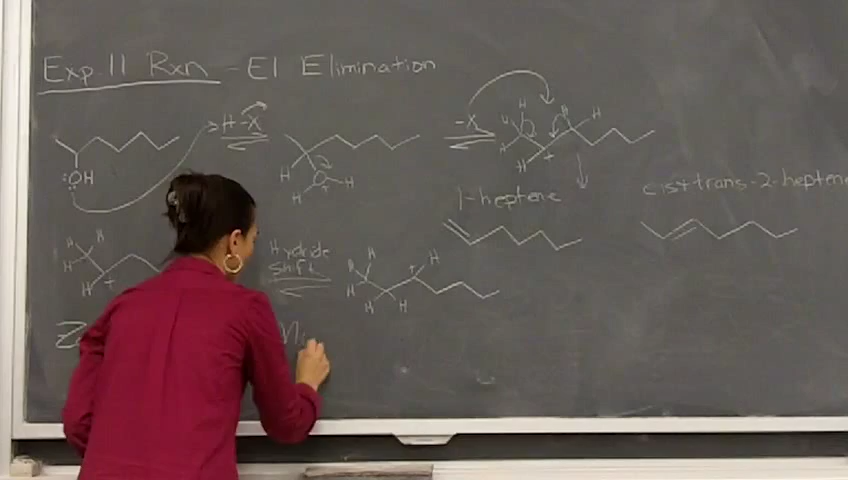 Exp. 11 Rxn - E1 Elimination
:OH
H-X
H
H
H
+
-X
H
H
H
H
H
H
+
1-heptene
cis+trans-2-heptene
H
H
H
+
Hydride
shift
H
H
H
H
H
+
Z